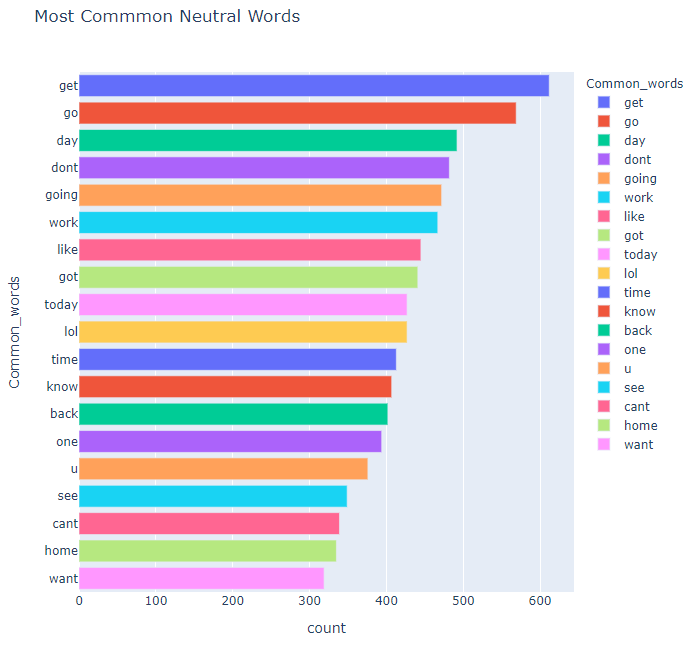 Most Commmon Neutral Words
Common_words
get
go
day
dont
going
work
like
got
today
lol
time
know
back
one
u
see
cant
home
want
0 100 200 300 400 500 600
count
Common_words
get
go
day
dont
going
work
like
got
today
lol
time
know
back
one
u
see
cant
home
want